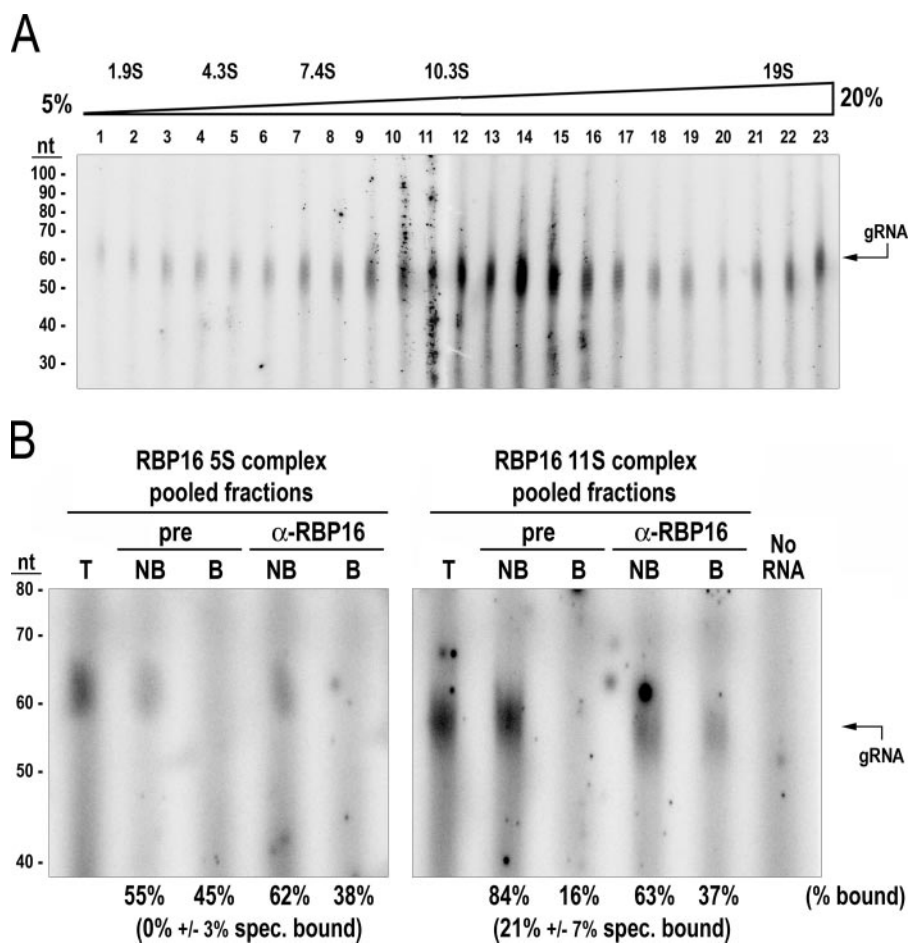 A
1.9S 4.3S 7.4S 10.3S 19S
5% 20%
1 2 3 4 5 6 7 8 9 10 11 12 13 14 15 16 17 18 19 20 21 22 23
nt
100 -
90 -
80 -
70 -
60 -
50 -
40 -
30 -
gRNA
B
RBP16 5S complex
pooled fractions
pre α-RBP16
nt T NB B NB B
80 -
70 -
60 -
50 -
40 -
55% 45% 62% 38%
(0% +/- 3% spec. bound)
RBP16 11S complex
pooled fractions
pre α-RBP16 No
T NB B NB B RNA
gRNA
84% 16% 63% 37% (% bound)
(21% +/- 7% spec. bound)